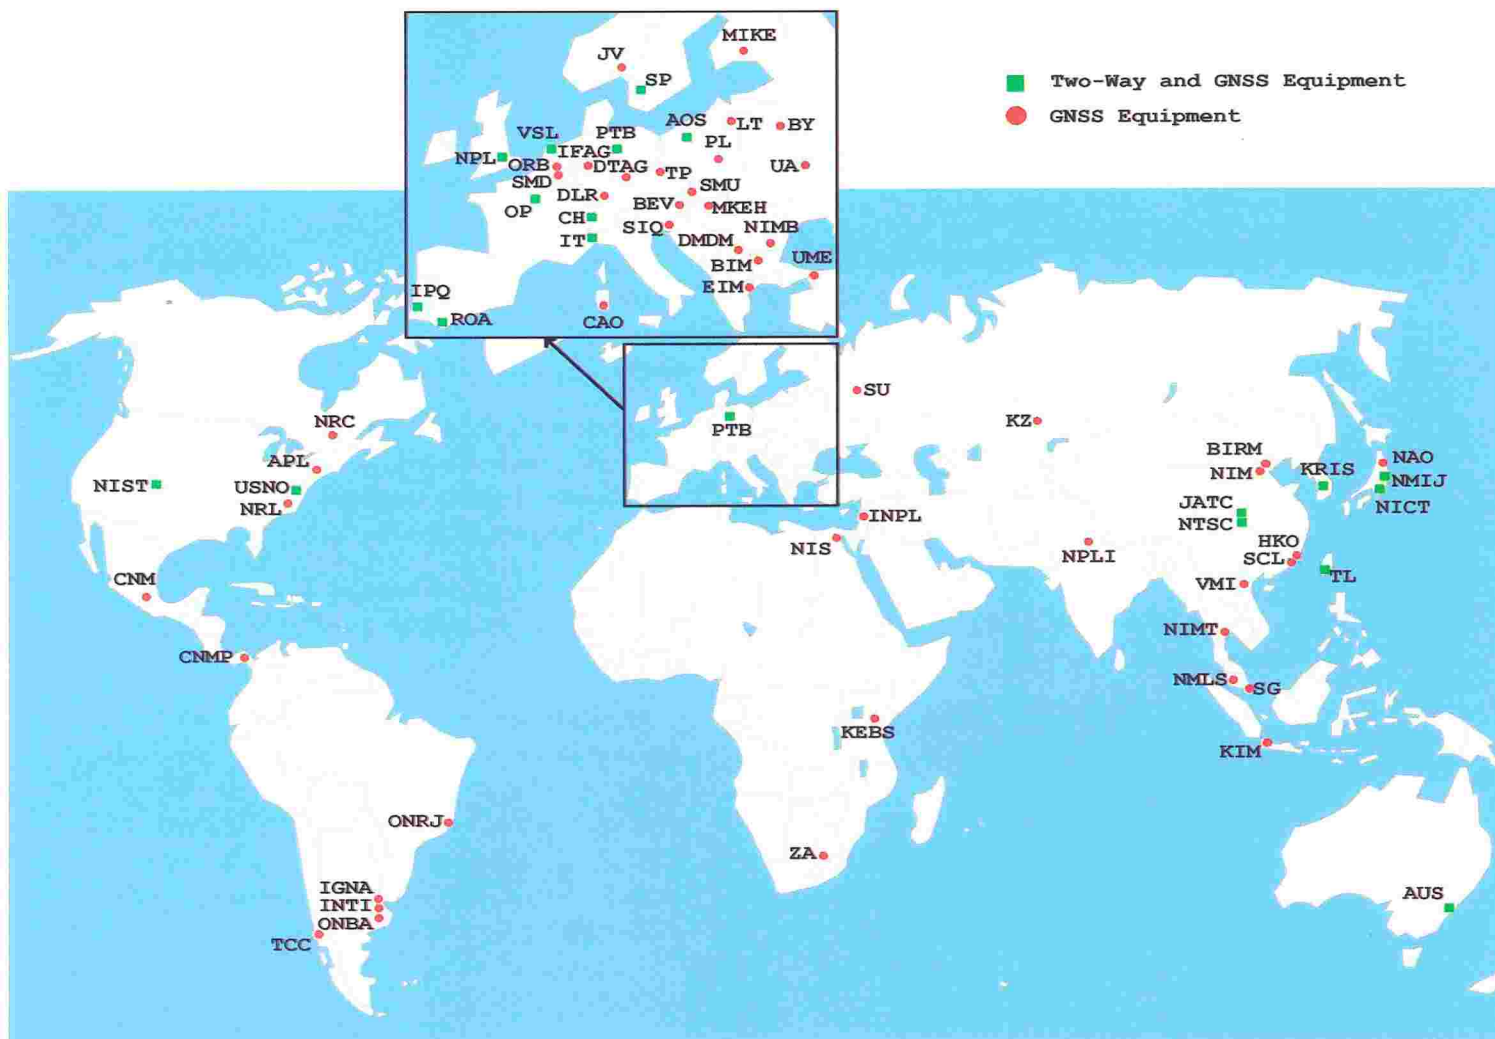 MIKE
JV
SP
Two-Way and GNSS Equipment
GNSS Equipment
VSL
PTB
AOS
LT
BY
PL
NPL
ORB
IFAG
DTAG
TP
UA
SMD
DLR
SMU
OP
BEV
MKEH
CH
SIQ
NIMB
IT
DMDM
BIM
UME
EIM
IPQ
ROA
CAO
SU
NRC
PTB
KZ
APL
BIRM
NAO
NIST
USNO
NIM
KRIS
NMIJ
NRL
JATC
NICT
INPL
NTSC
NIS
NPLI
HKO
SCL
CNM
VMI
TL
NIMT
CNMP
NMLS
SG
KEBS
KIM
ONRJ
ZA
IGNA
INTI
ONBA
AUS
TCC